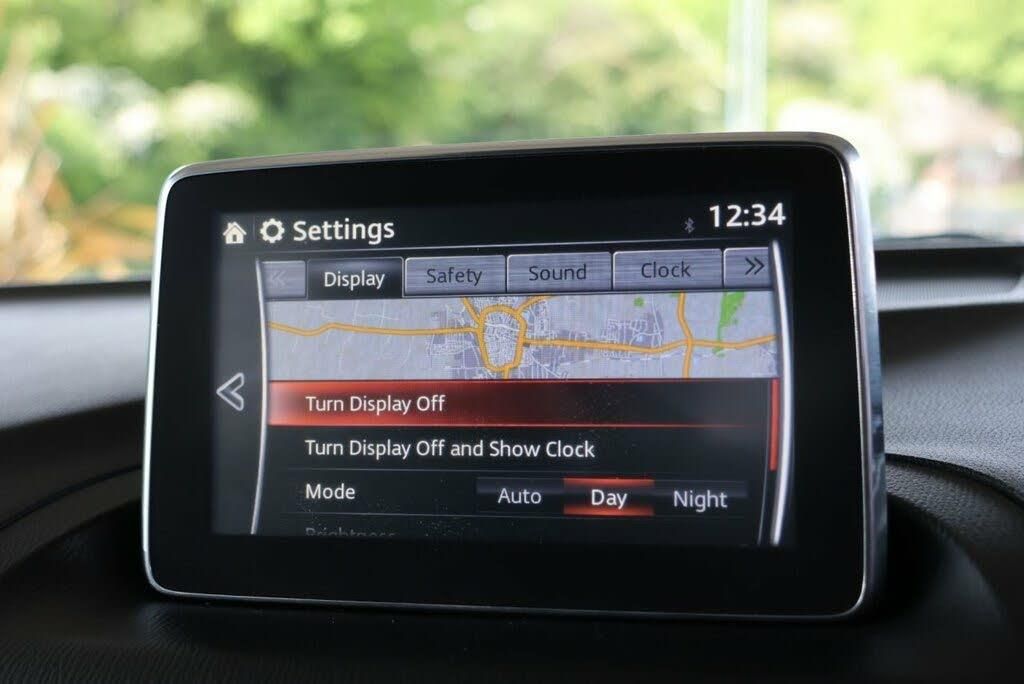 Settings 12:34
Display Safety Sound Clock
Turn Display Off
Turn Display Off and Show Clock
Mode Auto Day Night
Brightness